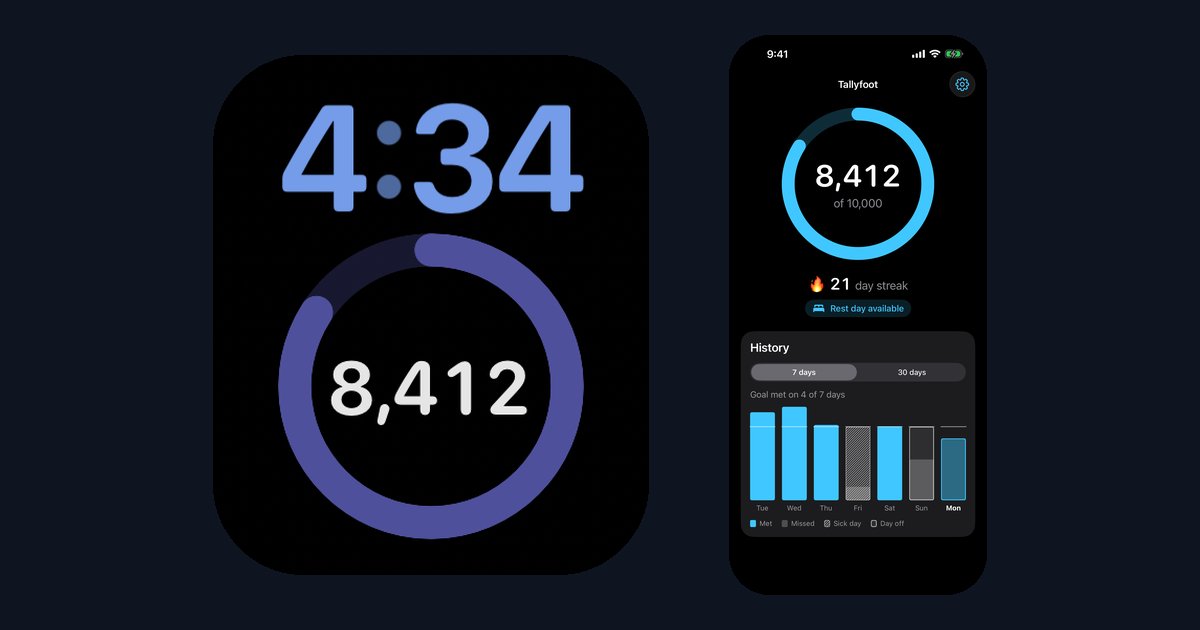 4:34
8,412
9:41
Tallyfoot
8,412
of 10,000
21 day streak
Rest day available
History
7 days 30 days
Goal met on 4 of 7 days
Tue Wed Thu Fri Sat Sun Mon
Met Missed Sick day Day off